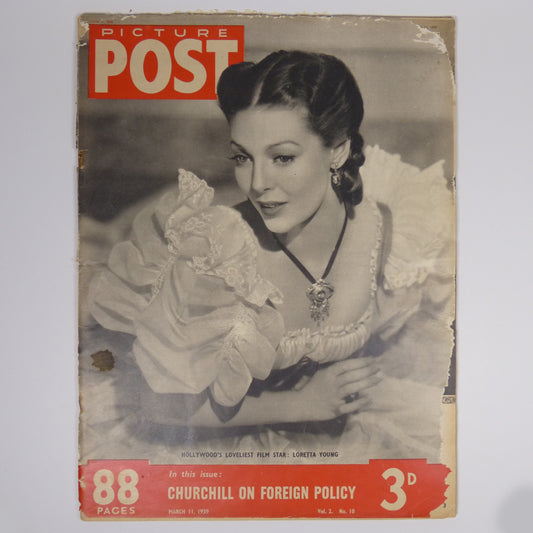 PICTURE
POST
HOLLYWOOD'S LOVELIEST FILM STAR: LORETTA YOUNG
88
PAGES
In this issue:
CHURCHILL ON FOREIGN POLICY
MARCH 11, 1939
Vol. 2. No. 10
3D